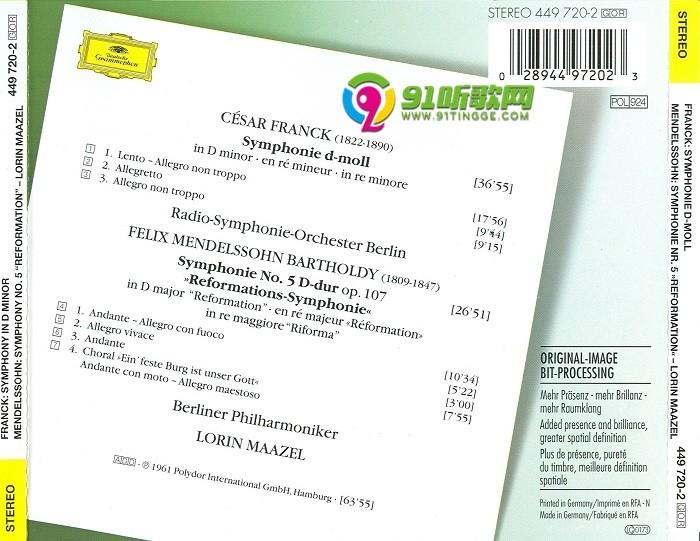 STEREO 449 720-2 GOR
0 28944 97202 3
POL 924
Deutsche
Grammophon
91听歌网
WWW.91TINGGE.COM
CÉSAR FRANCK (1822-1890)
Symphonie d-moll
in D minor · en ré mineur · in re minore
[36'55]
1 1. Lento – Allegro non troppo [17'56]
2 2. Allegretto [9'44]
3 3. Allegro non troppo [9'15]
Radio-Symphonie-Orchester Berlin
FELIX MENDELSSOHN BARTHOLDY (1809-1847)
Symphonie No. 5 D-dur op. 107
[26'51]
»Reformations-Symphonie«
in D major "Reformation" · en ré majeur «Réformation»
in re maggiore "Riforma"
4 1. Andante – Allegro con fuoco [10'34]
5 2. Allegro vivace [5'22]
6 3. Andante [3'00]
7 4. Choral »Ein' feste Burg ist unser Gott« [7'55]
Andante con moto – Allegro maestoso
Berliner Philharmoniker
LORIN MAAZEL
ADD · ℗ 1961 Polydor International GmbH, Hamburg · [63'55]
ORIGINAL-IMAGE
BIT-PROCESSING
Mehr Präsenz - mehr Brillanz -
mehr Raumklang
Added presence and brilliance,
greater spatial definition
Plus de présence, pureté
du timbre, meilleure définition
spatiale
Printed in Germany/Imprimé en RFA - N
Made in Germany/Fabriqué en RFA
LC 0173
STEREO
FRANCK: SYMPHONY IN D MINOR
MENDELSSOHN: SYMPHONY NO. 5 "REFORMATION" – LORIN MAAZEL
449 720-2 GOR
STEREO
FRANCK: SYMPHONIE D-MOLL
MENDELSSOHN: SYMPHONIE NR. 5 »REFORMATION« – LORIN MAAZEL
449 720-2 GOR